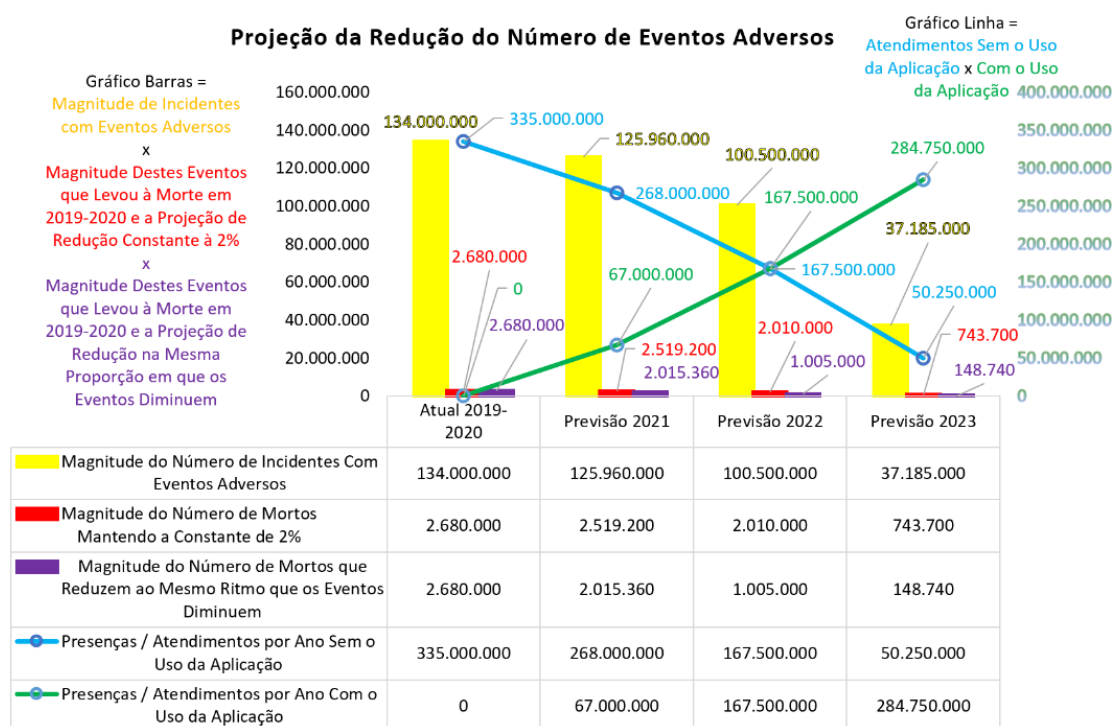 Projeção da Redução do Número de Eventos Adversos
Gráfico Linha =
Atendimentos Sem o Uso
da Aplicação x Com o Uso
da Aplicação
Gráfico Barras =
Magnitude de Incidentes
com Eventos Adversos
x
Magnitude Destes Eventos
que Levou à Morte em
2019-2020 e a Projeção de
Redução Constante à 2%
x
Magnitude Destes Eventos
que Levou à Morte em
2019-2020 e a Projeção de
Redução na Mesma
Proporção em que os
Eventos Diminuem
160.000.000
140.000.000
120.000.000
100.000.000
80.000.000
60.000.000
40.000.000
20.000.000
0
134.000.000
335.000.000
2.680.000
0
2.680.000
125.960.000
268.000.000
67.000.000
2.519.200
2.015.360
100.500.000
167.500.000
167.500.000
2.010.000
1.005.000
284.750.000
37.185.000
50.250.000
743.700
148.740
400.000.000
350.000.000
300.000.000
250.000.000
200.000.000
150.000.000
100.000.000
50.000.000
0
Atual 2019-
2020
Previsão 2021
Previsão 2022
Previsão 2023
Magnitude do Número de Incidentes Com
Eventos Adversos
134.000.000
125.960.000
100.500.000
37.185.000
Magnitude do Número de Mortos
Mantendo a Constante de 2%
2.680.000
2.519.200
2.010.000
743.700
Magnitude do Número de Mortos que
Reduzem ao Mesmo Ritmo que os Eventos
Diminuem
2.680.000
2.015.360
1.005.000
148.740
Presenças / Atendimentos por Ano Sem o
Uso da Aplicação
335.000.000
268.000.000
167.500.000
50.250.000
Presenças / Atendimentos por Ano Com o
Uso da Aplicação
0
67.000.000
167.500.000
284.750.000